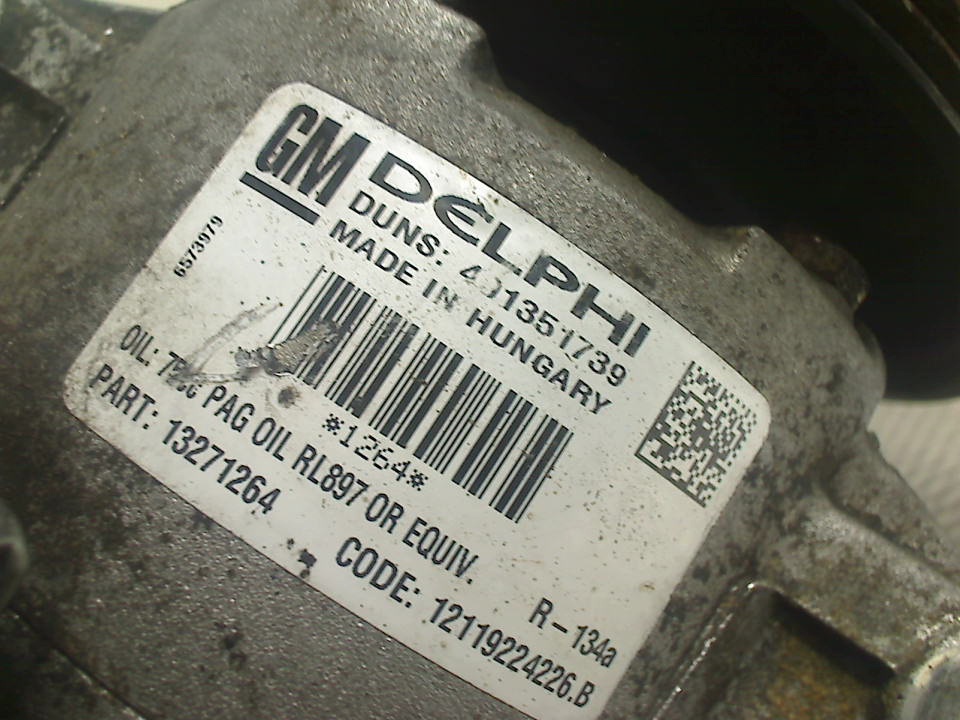 GM DELPHI
DUNS:
MADE IN HUNGARY
6573979
*1264*
OIL: PAG OIL RL897 OR EQUIV.
R-134a
PART: 13271264
CODE: 12119224226.B